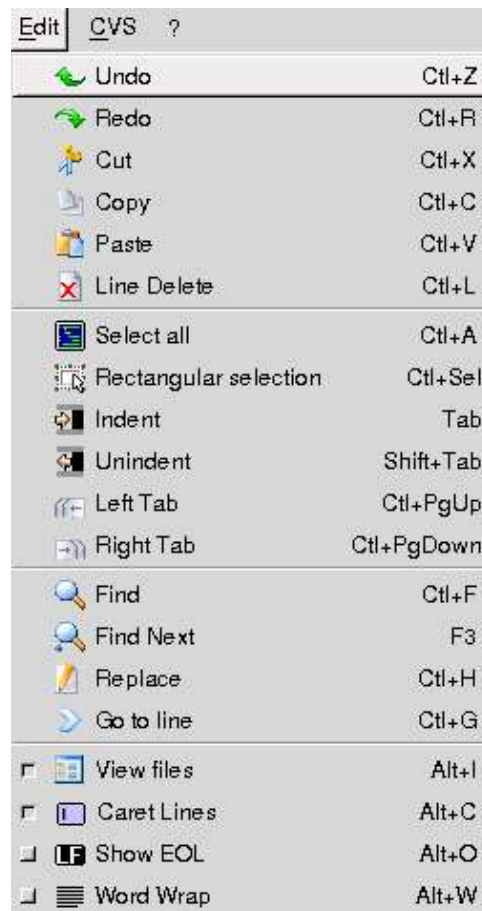 Edit CVS ?
Undo Ctl+Z
Redo Ctl+R
Cut Ctl+X
Copy Ctl+C
Paste Ctl+V
Line Delete Ctl+L
Select all Ctl+A
Rectangular selection Ctl+Sel
Indent Tab
Unindent Shift+Tab
Left Tab Ctl+PgUp
Right Tab Ctl+PgDown
Find Ctl+F
Find Next F3
Replace Ctl+H
Go to line Ctl+G
View files Alt+I
Caret Lines Alt+C
LF Show EOL Alt+O
Word Wrap Alt+W